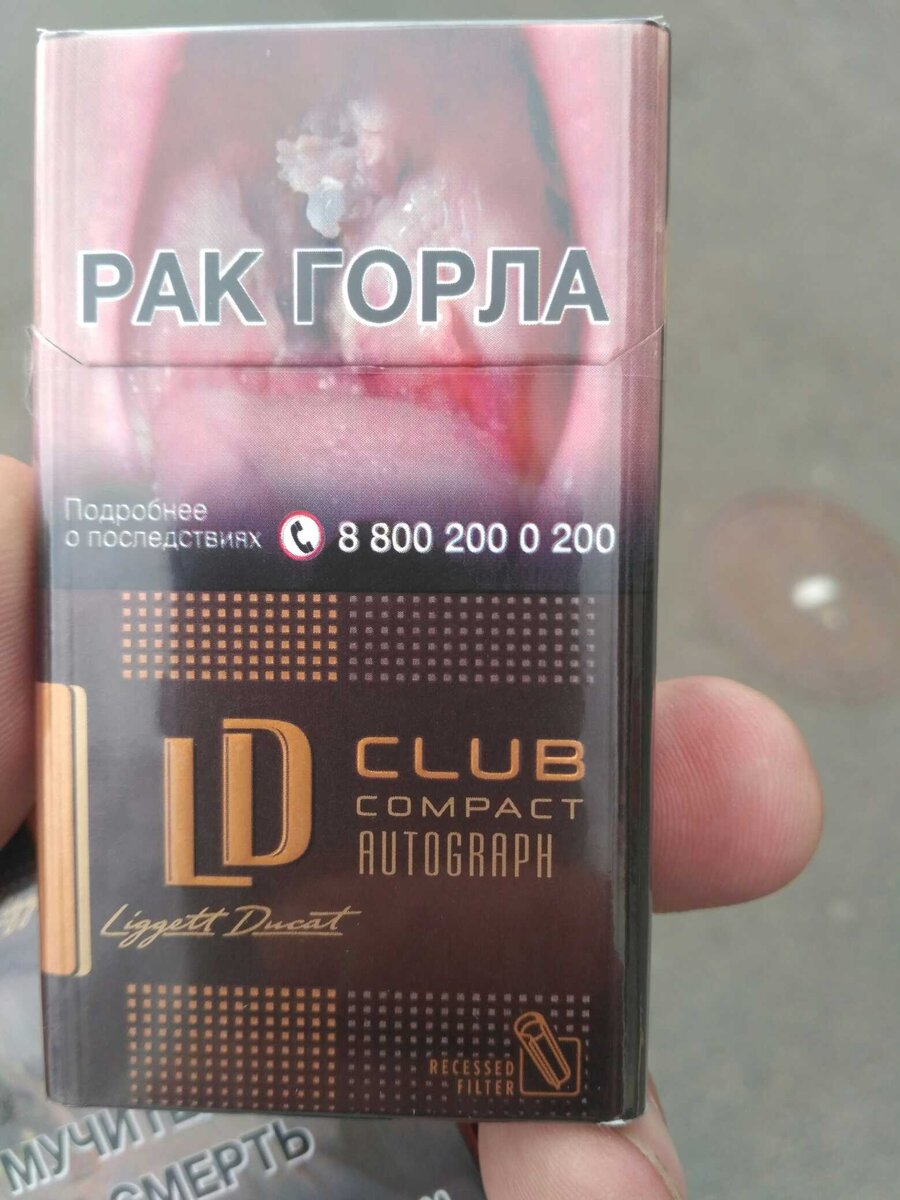 РАК ГОРЛА
Подробнее
о последствиях
8 800 200 0 200
LD
CLUB
COMPACT
AUTOGRAPH
Liggett Ducat
RECESSED
FILTER
СМЕРТЬ